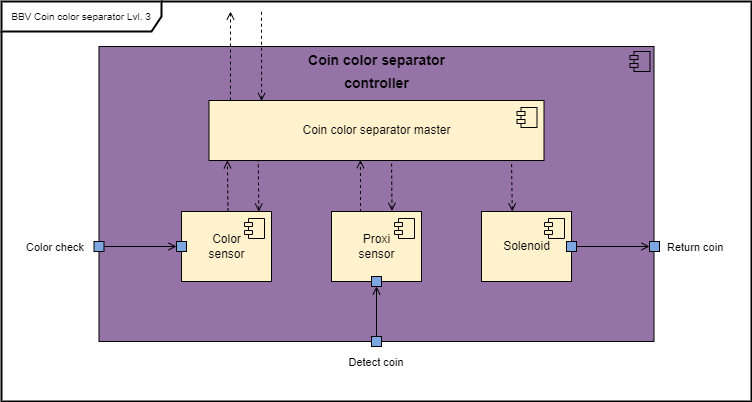 BBV Coin color separator Lvl. 3
Coin color separator
controller
Coin color separator master
Color
sensor
Proxi
sensor
Solenoid
Color check
Return coin
Detect coin